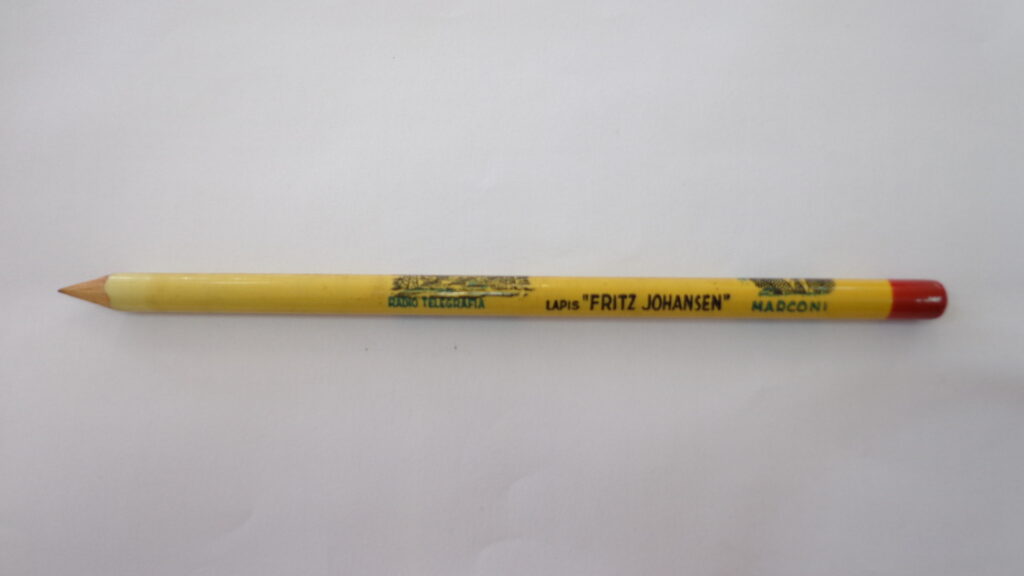 RADIO TELEGRAFIA LAPIS "FRITZ JOHANSEN" MARCONI